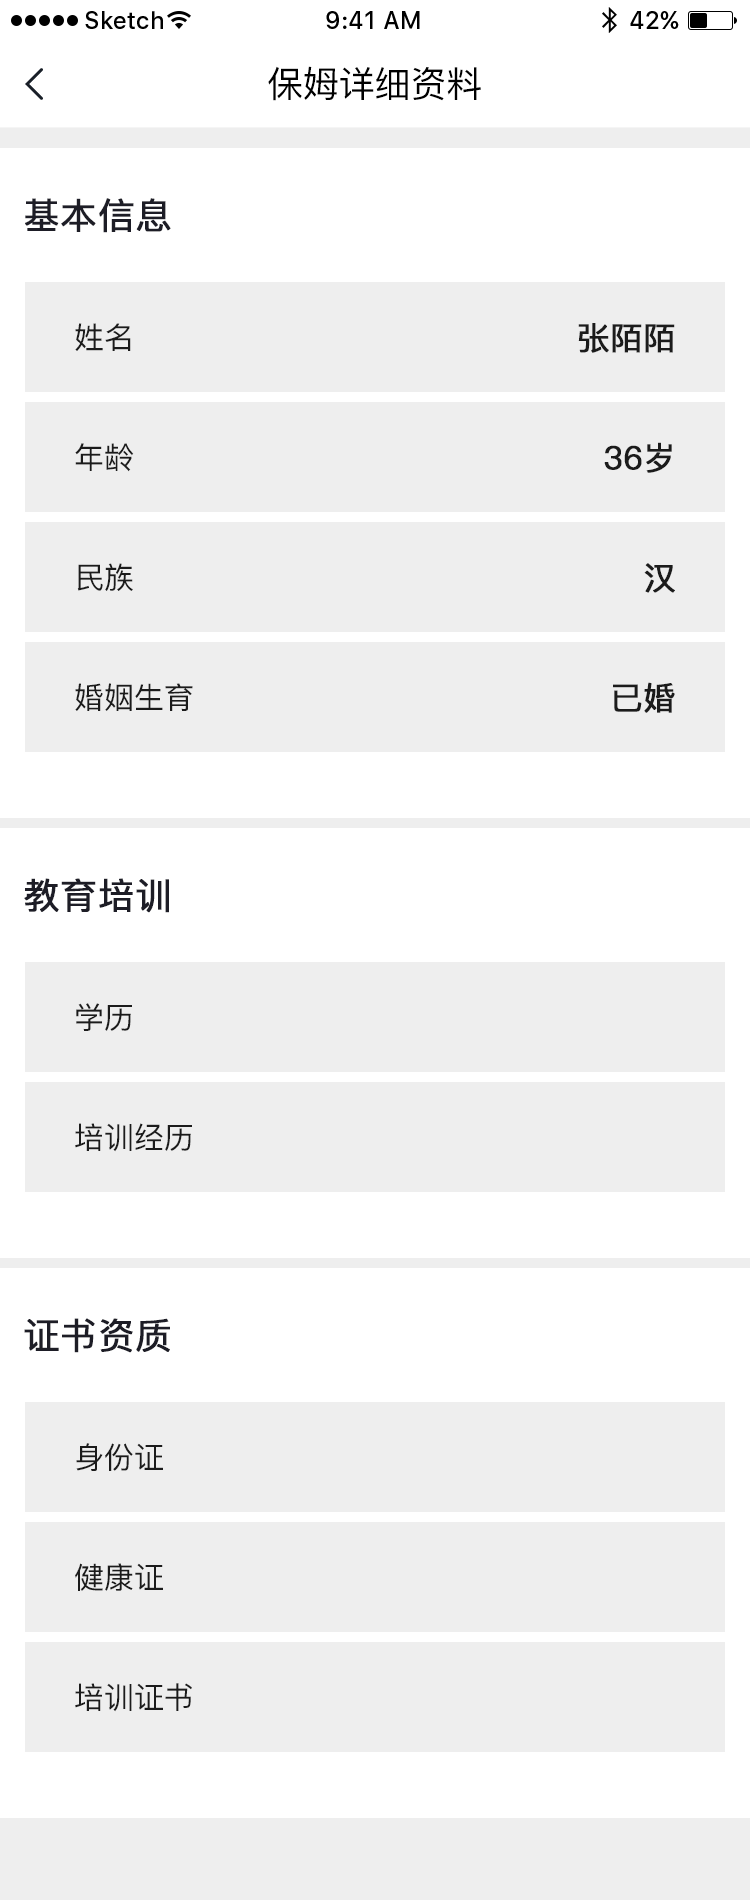 Sketch 9:41 AM 42%
保姆详细资料
基本信息
姓名 张陌陌
年龄 36岁
民族 汉
婚姻生育 已婚
教育培训
学历
培训经历
证书资质
身份证
健康证
培训证书